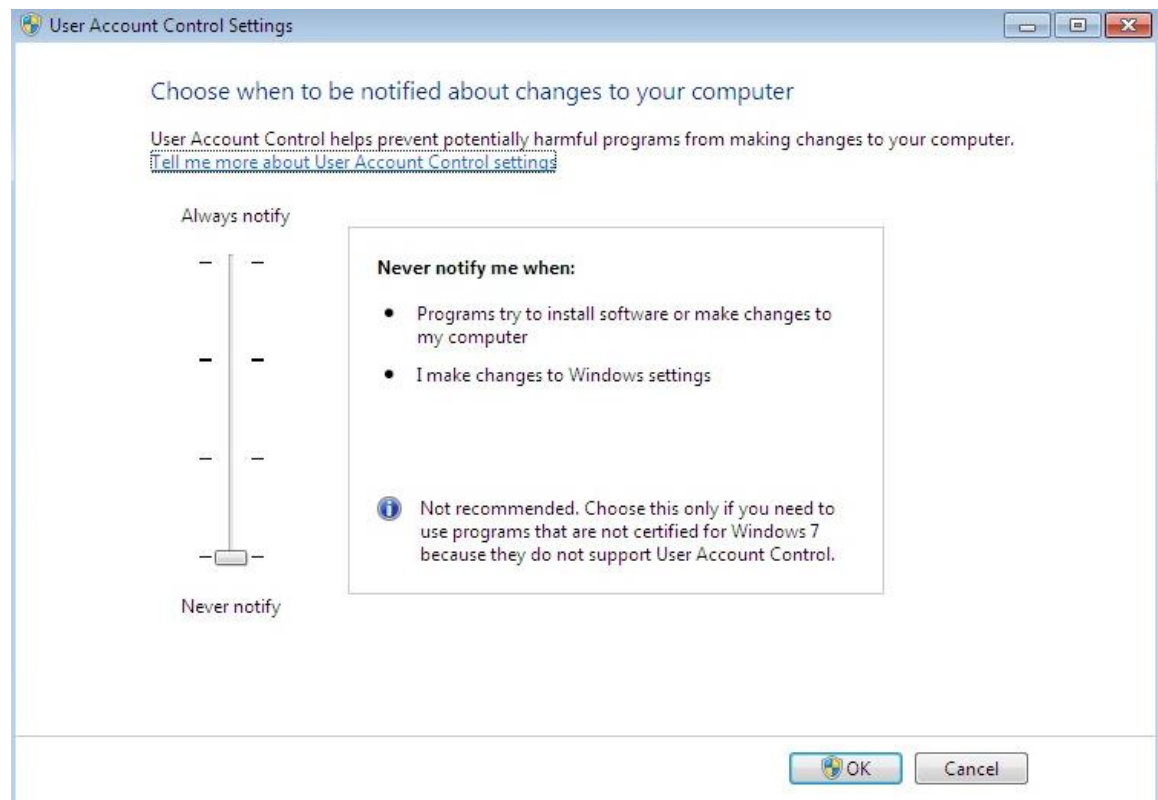 User Account Control Settings
Choose when to be notified about changes to your computer
User Account Control helps prevent potentially harmful programs from making changes to your computer.
Tell me more about User Account Control settings
Always notify
Never notify me when:
• Programs try to install software or make changes to
my computer
• I make changes to Windows settings
Not recommended. Choose this only if you need to
use programs that are not certified for Windows 7
because they do not support User Account Control.
Never notify
OK
Cancel